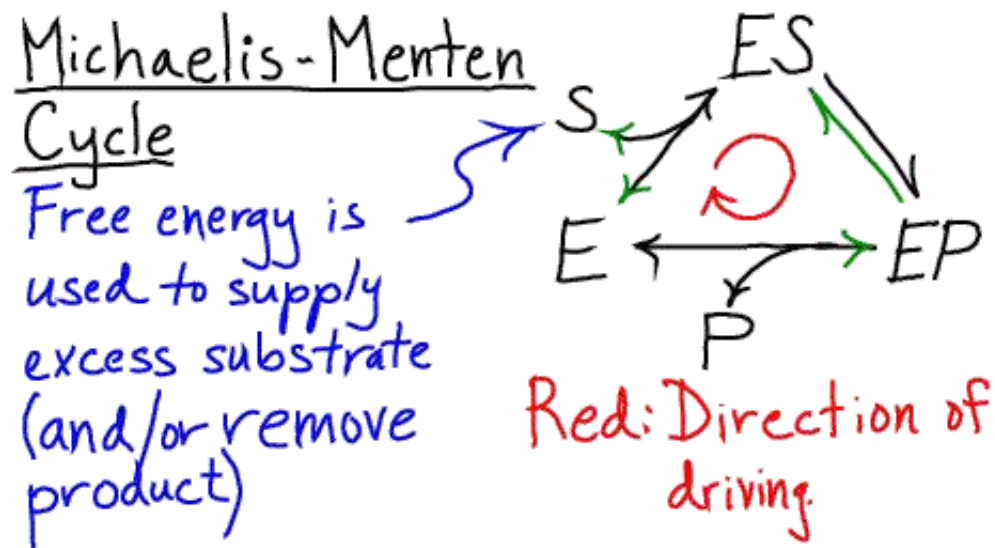 Michaelis-Menten
Cycle
Free energy is
used to supply
excess substrate
(and/or remove
product)
ES
S
E
EP
P
Red: Direction of
driving.